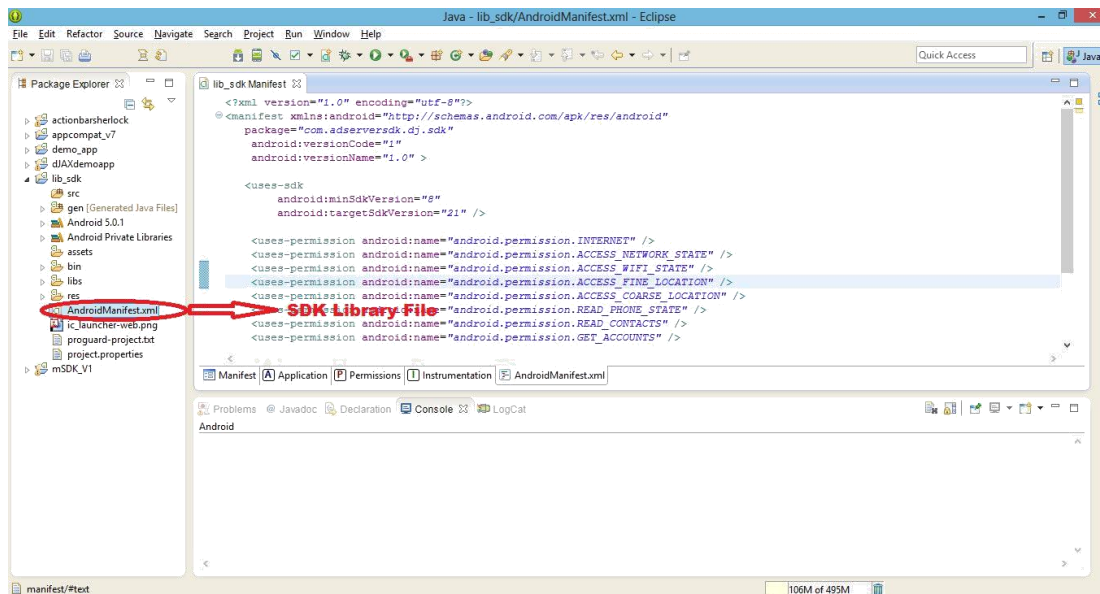 Java - lib_sdk/AndroidManifest.xml - Eclipse
File Edit Refactor Source Navigate Search Project Run Window Help
Quick Access
Java
Package Explorer
actionbarsherlock
appcompat_v7
demo_app
dJAXdemoapp
lib_sdk
src
gen [Generated Java Files]
Android 5.0.1
Android Private Libraries
assets
bin
libs
res
AndroidManifest.xml
ic_launcher-web.png
proguard-project.txt
project.properties
mSDK_V1
lib_sdk Manifest
<?xml version="1.0" encoding="utf-8"?>
<manifest xmlns:android="http://schemas.android.com/apk/res/android"
package="com.adserversdk.dj.sdk"
android:versionCode="1"
android:versionName="1.0" >
<uses-sdk
android:minSdkVersion="8"
android:targetSdkVersion="21" />
<uses-permission android:name="android.permission.INTERNET" />
<uses-permission android:name="android.permission.ACCESS_NETWORK_STATE" />
<uses-permission android:name="android.permission.ACCESS_WIFI_STATE" />
<uses-permission android:name="android.permission.ACCESS_FINE_LOCATION" />
<uses-permission android:name="android.permission.ACCESS_COARSE_LOCATION" />
<uses-permission android:name="android.permission.READ_PHONE_STATE" />
<uses-permission android:name="android.permission.READ_CONTACTS" />
<uses-permission android:name="android.permission.GET_ACCOUNTS" />
SDK Library File
Manifest Application Permissions Instrumentation AndroidManifest.xml
Problems @ Javadoc Declaration Console LogCat
Android
manifest/#text
106M of 495M